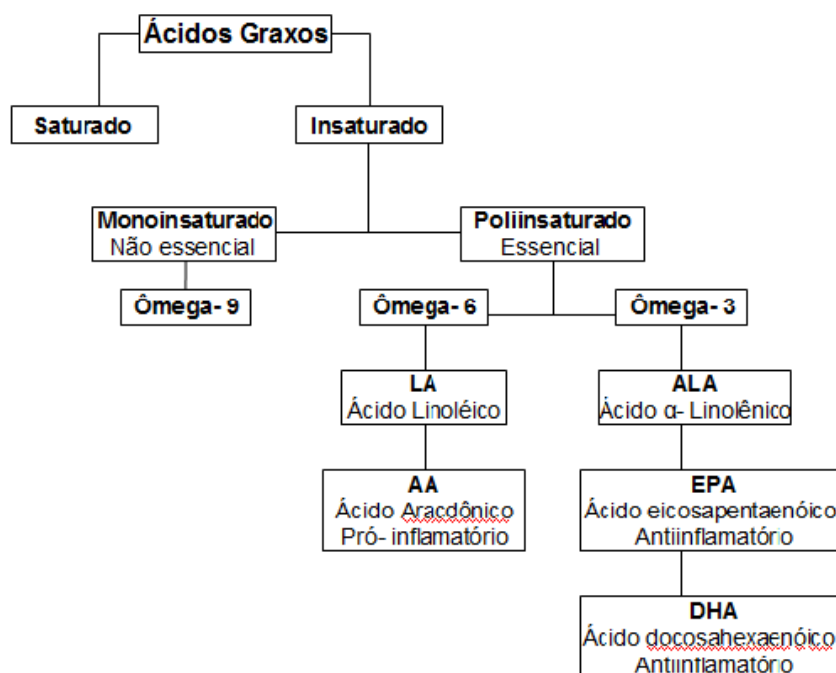 Ácidos Graxos
Saturado
Insaturado
Monoinsaturado
Não essencial
Poliinsaturado
Essencial
Ômega- 9
Ômega- 6
Ômega- 3
LA
Ácido Linoléico
ALA
Ácido α- Linolênico
AA
Ácido Aracdônico
Pró- inflamatório
EPA
Ácido eicosapentaenóico
Antiinflamatório
DHA
Ácido docosahexaenóico
Antiinflamatório